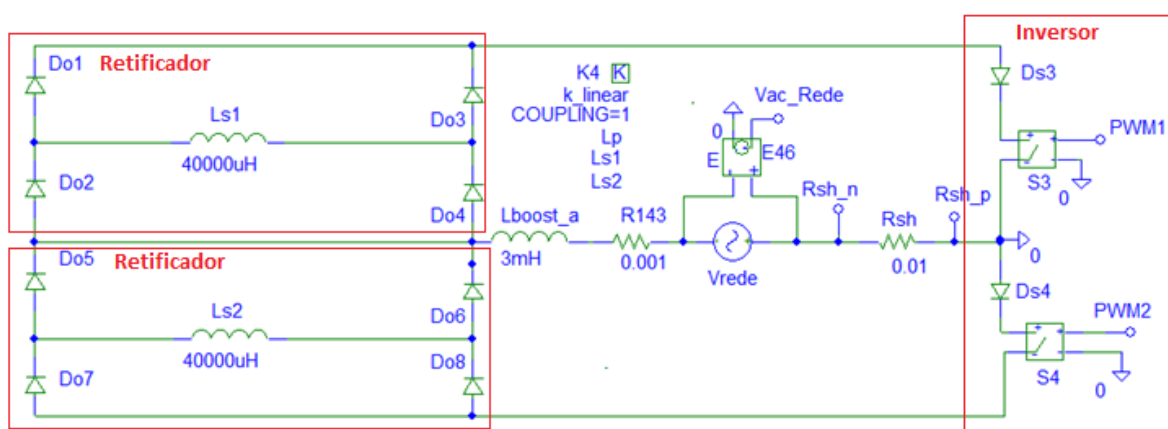 Retificador
Do1
Ls1
40000uH
Do2
Do3
Do4
K4 K
k_linear
COUPLING=1
Lp
Ls1
Ls2
Vac_Rede
0
E
E46
- +
Inversor
Ds3
PWM1
+ +
- -
S3
0
Rsh_n
Rsh_p
Lboost_a
3mH
R143
0.001
Vrede
Rsh
0.01
0
Retificador
Do5
Ls2
40000uH
Do7
Do6
Do8
Ds4
PWM2
+ +
- -
S4
0